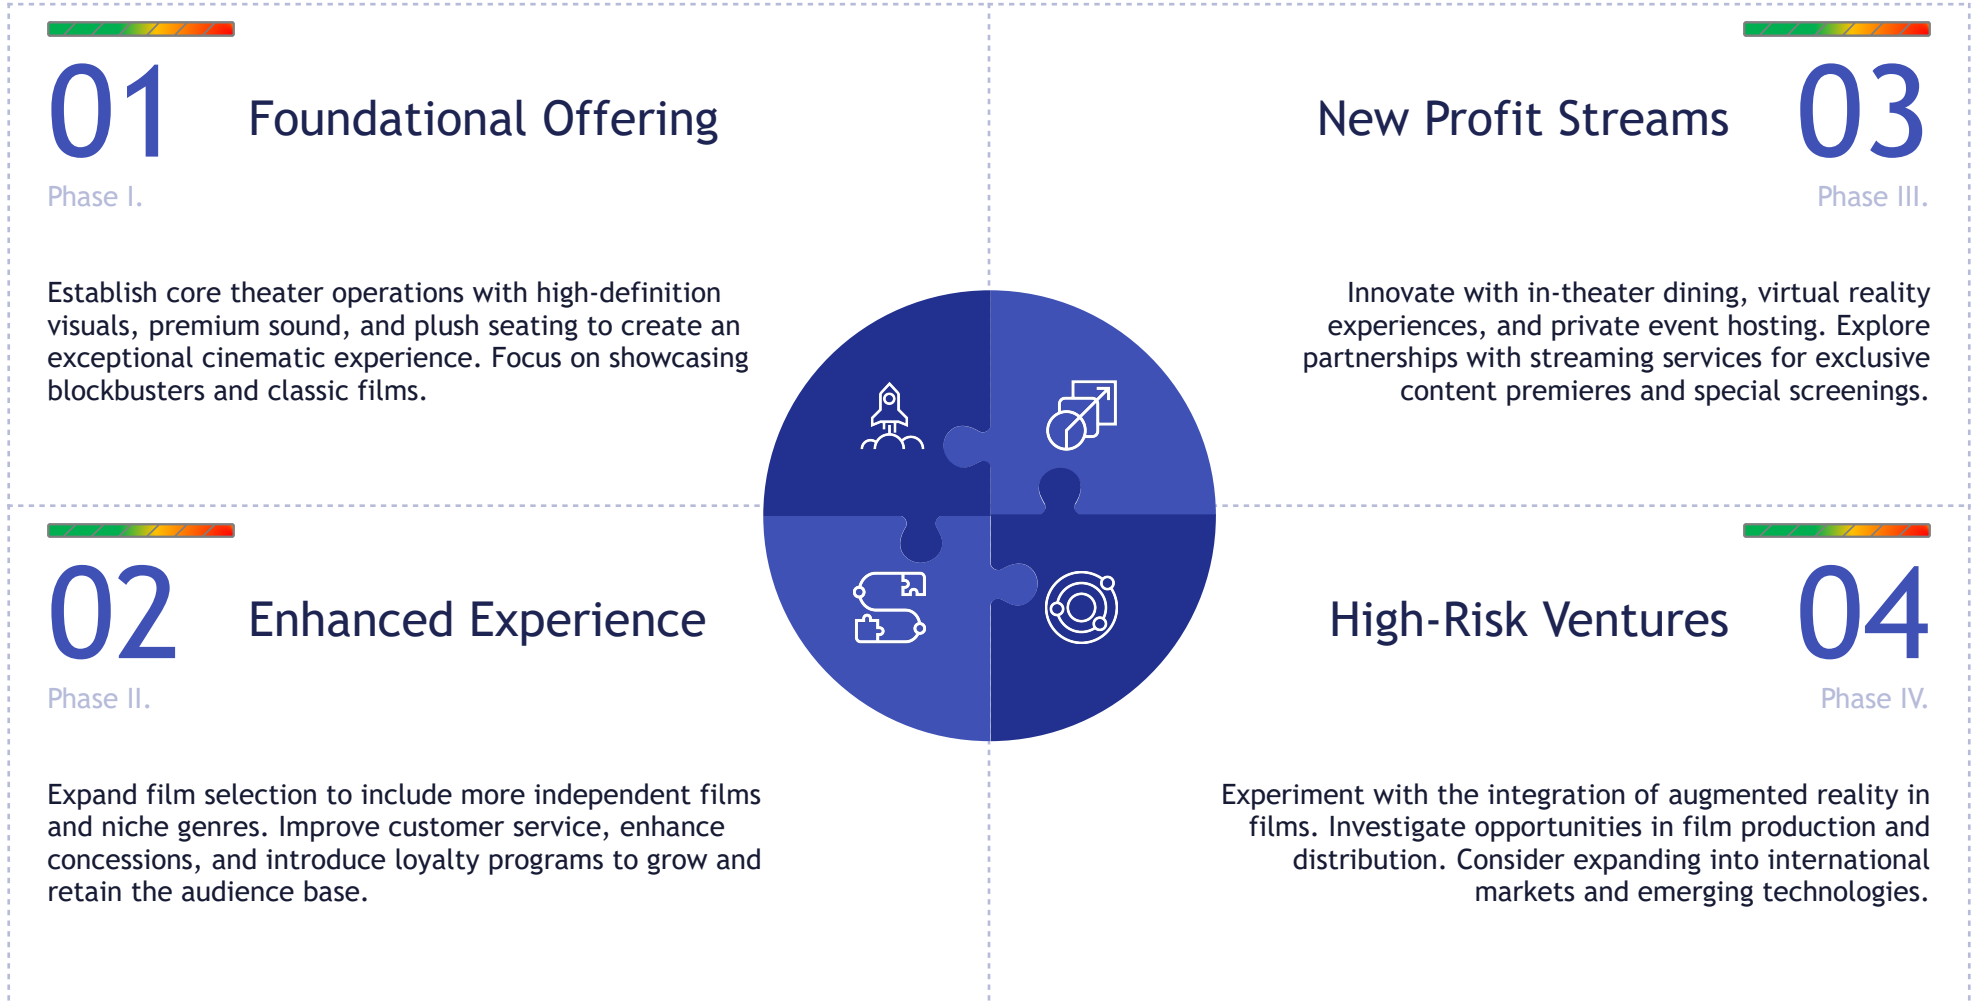 01
Foundational Offering
Phase I.
Establish core theater operations with high-definition
visuals, premium sound, and plush seating to create an
exceptional cinematic experience. Focus on showcasing
blockbusters and classic films.
02
Enhanced Experience
Phase II.
Expand film selection to include more independent films
and niche genres. Improve customer service, enhance
concessions, and introduce loyalty programs to grow and
retain the audience base.
New Profit Streams
03
Phase III.
Innovate with in-theater dining, virtual reality
experiences, and private event hosting. Explore
partnerships with streaming services for exclusive
content premieres and special screenings.
High-Risk Ventures
04
Phase IV.
Experiment with the integration of augmented reality in
films. Investigate opportunities in film production and
distribution. Consider expanding into international
markets and emerging technologies.